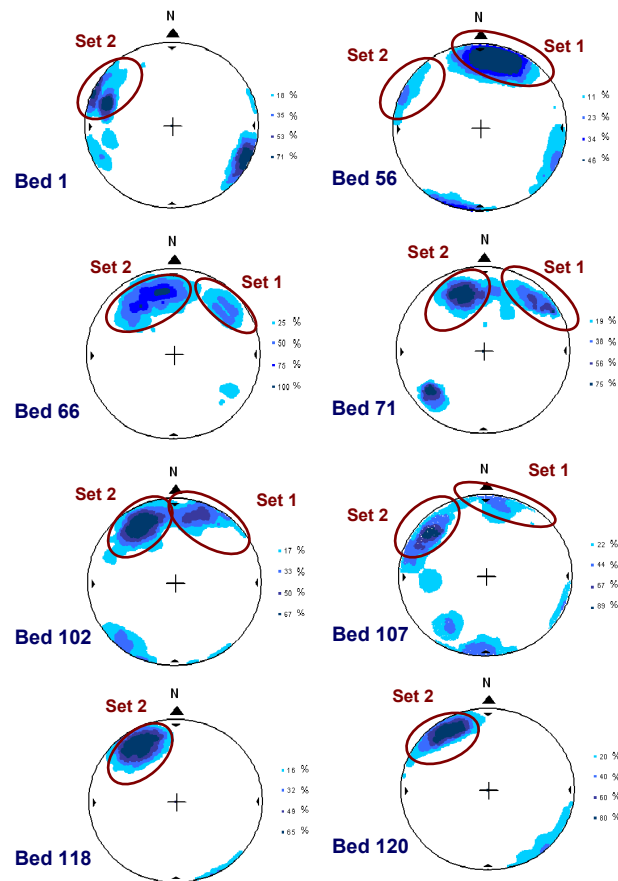 N
Set 2
18 %
35 %
53 %
71 %
Bed 1
N
Set 2
Set 1
11 %
23 %
34 %
46 %
Bed 56
N
Set 2
Set 1
25 %
50 %
75 %
100 %
Bed 66
N
Set 2
Set 1
19 %
38 %
56 %
75 %
Bed 71
N
Set 2
Set 1
17 %
33 %
50 %
67 %
Bed 102
N
Set 1
Set 2
22 %
44 %
67 %
89 %
Bed 107
N
Set 2
16 %
32 %
49 %
65 %
Bed 118
N
Set 2
20 %
40 %
60 %
80 %
Bed 120